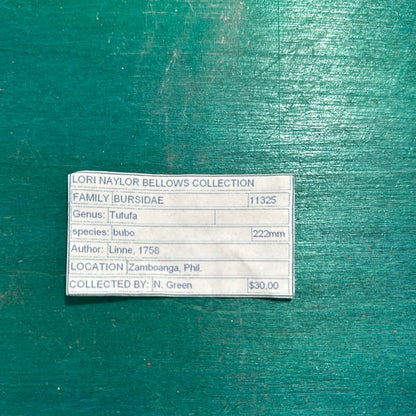 LORI NAYLOR BELLOWS COLLECTION
FAMILY BURSIDAE 11325
Genus: Tutufa
species: bubo 222mm
Author: Linne, 1758
LOCATION Zamboanga, Phil.
COLLECTED BY: N. Green $30.00